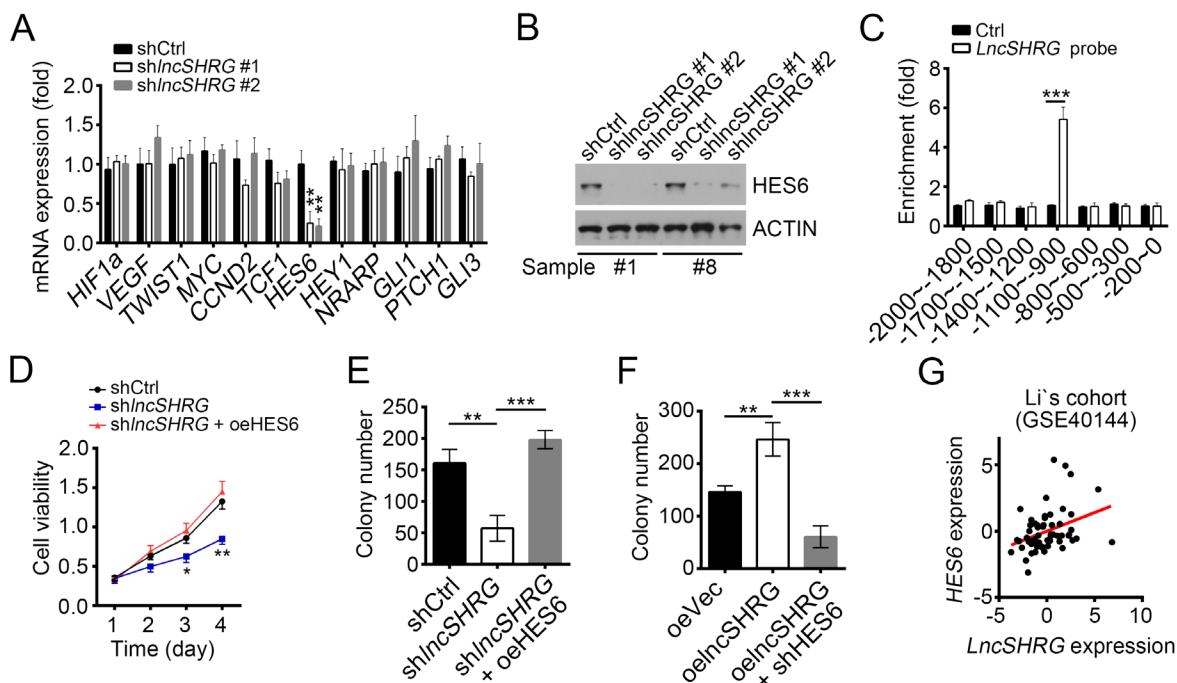 A
shCtrl
shlncSHRG #1
shlncSHRG #2
mRNA expression (fold)
2.0
1.5
1.0
0.5
0.0
**
**
HIF1a
VEGF
TWIST1
MYC
CCND2
TCF1
HES6
HEY1
NRARP
GLI1
PTCH1
GLI3
B
shCtrl
shlncSHRG #1
shlncSHRG #2
shCtrl
shlncSHRG #1
shlncSHRG #2
HES6
ACTIN
Sample #1 #8
C
Ctrl
LncSHRG probe
Enrichment (fold)
8
6
4
2
0
***
-2000~-1800
-1700~-1500
-1400~-1200
-1100~-900
-800~-600
-500~-300
-200~0
D
shCtrl
shlncSHRG
shlncSHRG + oeHES6
Cell viability
2.0
1.5
1.0
0.5
0.0
*
**
1 2 3 4
Time (day)
E
Colony number
250
200
150
100
50
0
** ***
shCtrl
shlncSHRG
shlncSHRG
+ oeHES6
F
Colony number
300
200
100
0
** ***
oeVec
oelncSHRG
oelncSHRG
+ shHES6
G
Li`s cohort
(GSE40144)
HES6 expression
5
0
-5
-5 0 5 10
LncSHRG expression